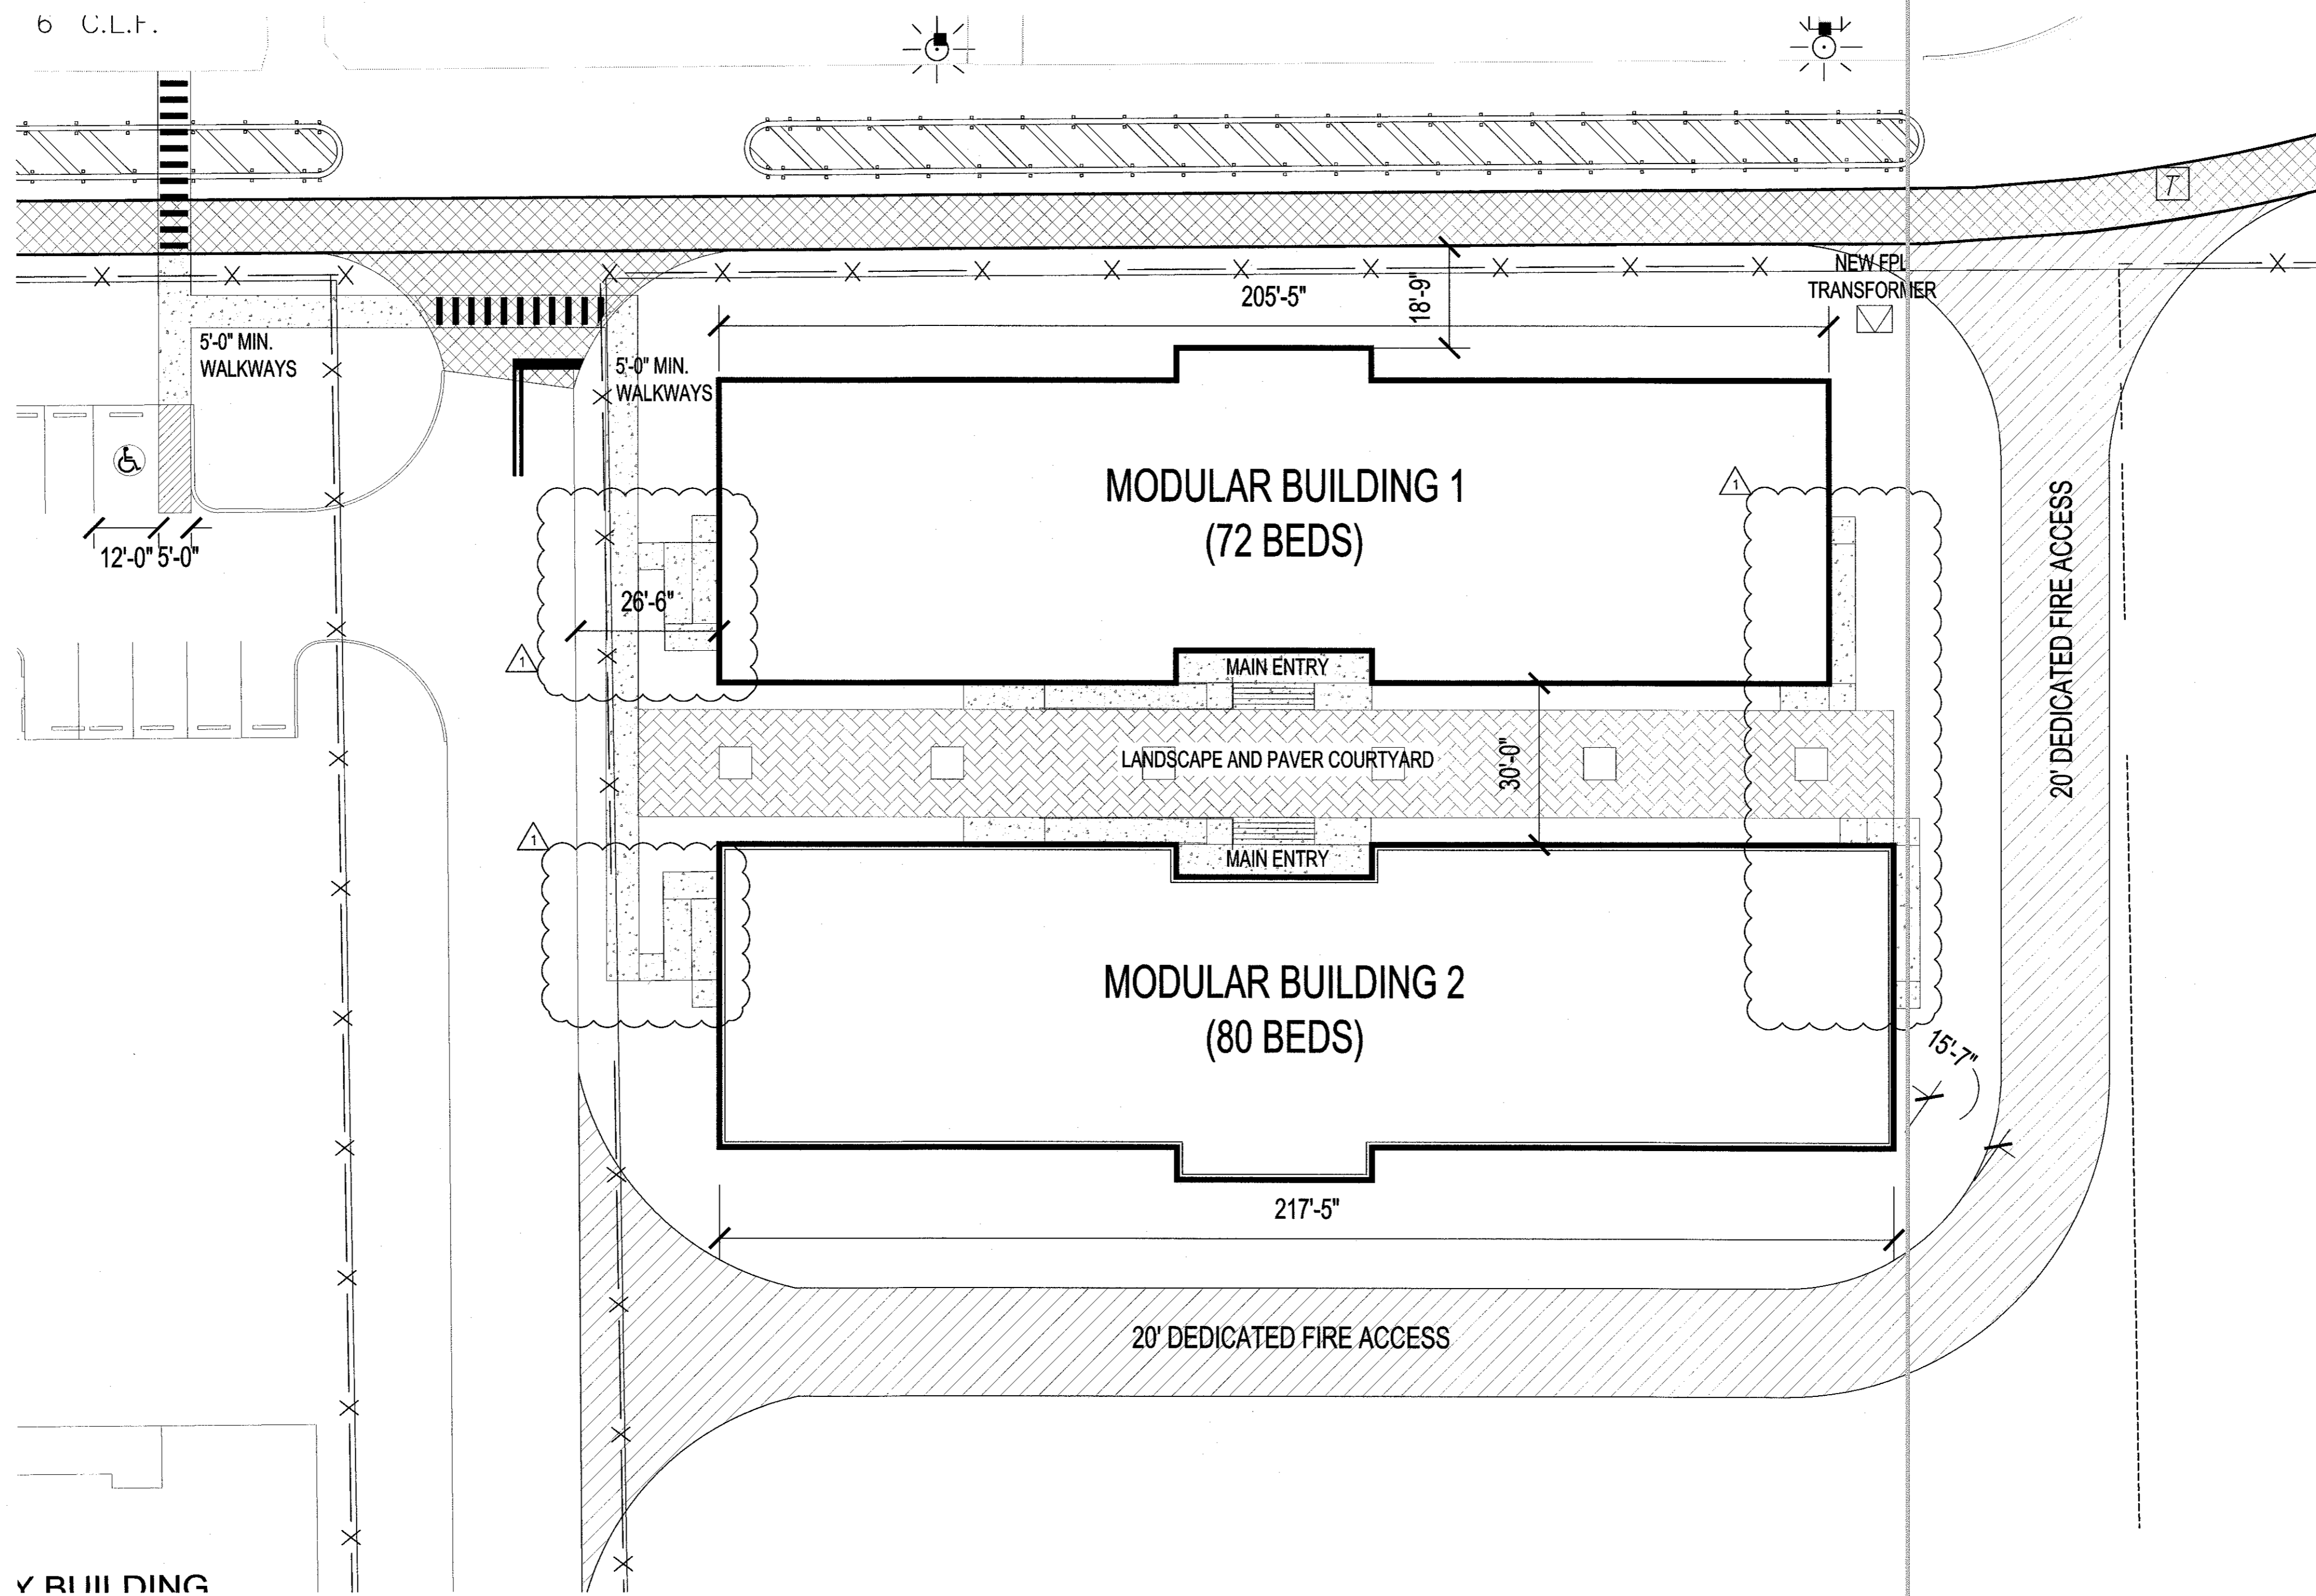 6 C.L.F.
T
NEW FPL
TRANSFORMER
205'-5"
18'-9"
5'-0" MIN.
WALKWAYS
5'-0" MIN.
WALKWAYS
12'-0" 5'-0"
MODULAR BUILDING 1
(72 BEDS)
1
26'-6"
1
MAIN ENTRY
20' DEDICATED FIRE ACCESS
LANDSCAPE AND PAVER COURTYARD
30'-0"
1
MAIN ENTRY
MODULAR BUILDING 2
(80 BEDS)
15'-7"
217'-5"
20' DEDICATED FIRE ACCESS
Y BUILDING